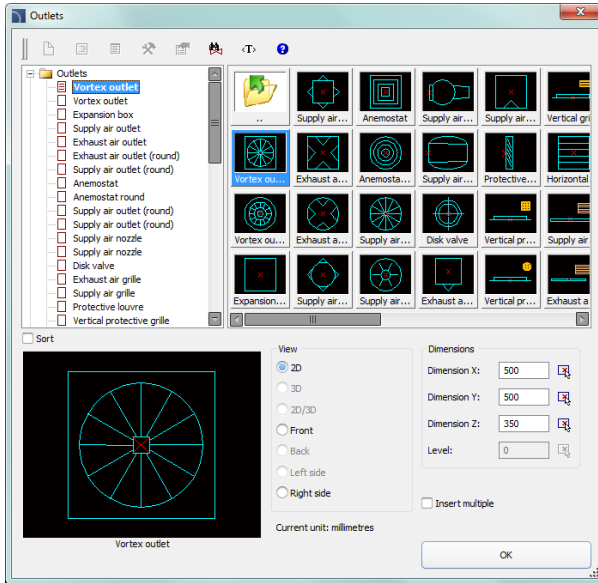 Outlets
<T>
Outlets
Vortex outlet
Vortex outlet
Expansion box
Supply air outlet
Exhaust air outlet
Exhaust air outlet (round)
Supply air outlet (round)
Anemostat
Anemostat round
Supply air outlet (round)
Supply air outlet (round)
Supply air nozzle
Supply air nozzle
Disk valve
Exhaust air grille
Supply air grille
Protective louvre
Vertical protective grille
.. Supply air... Anemostat Supply air... Supply air... Vertical gri
Vortex ou... Exhaust a... Anemosta... Supply air... Protective... Horizontal
Vortex ou... Exhaust a... Supply air... Disk valve Vertical pr... Supply air
Expansion... Supply air... Supply air... Exhaust a... Vertical pr... Exhaust a
Sort
Vortex outlet
View
2D
3D
2D/3D
Front
Back
Left side
Right side
Current unit: millimetres
Dimensions
Dimension X: 500
Dimension Y: 500
Dimension Z: 350
Level: 0
Insert multiple
OK